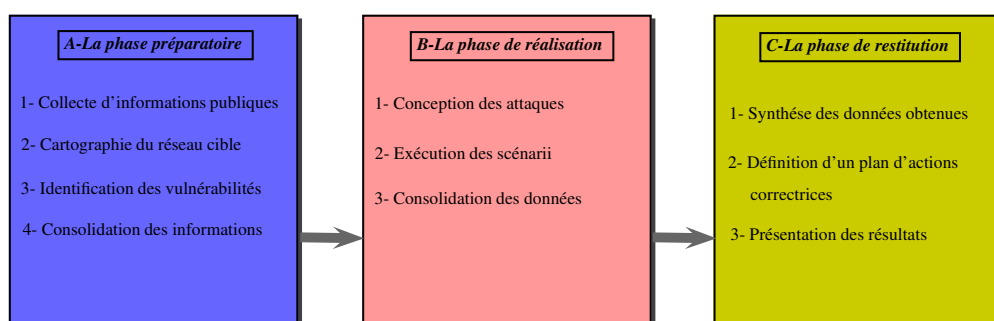 A-La phase préparatoire
1- Collecte d'informations publiques
2- Cartographie du réseau cible
3- Identification des vulnérabilités
4- Consolidation des informations
B-La phase de réalisation
1- Conception des attaques
2- Exécution des scénarii
3- Consolidation des données
C-La phase de restitution
1- Synthése des données obtenues
2- Définition d'un plan d'actions
correctrices
3- Présentation des résultats